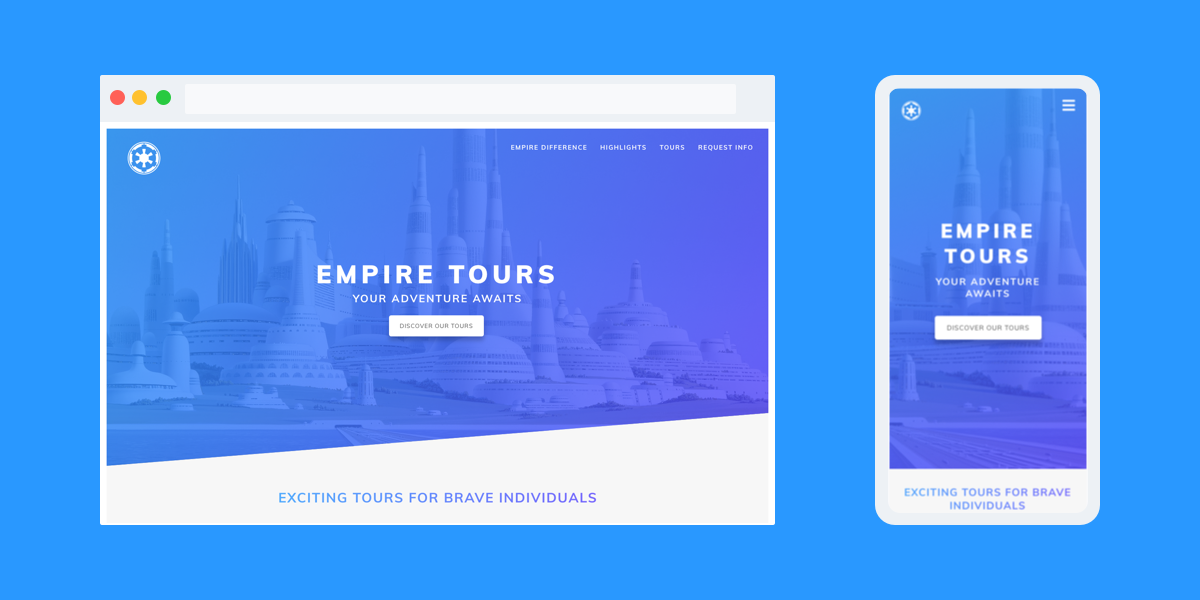 EMPIRE DIFFERENCE HIGHLIGHTS TOURS REQUEST INFO
EMPIRE TOURS
YOUR ADVENTURE AWAITS
DISCOVER OUR TOURS
EXCITING TOURS FOR BRAVE INDIVIDUALS
EMPIRE
TOURS
YOUR ADVENTURE
AWAITS
DISCOVER OUR TOURS
EXCITING TOURS FOR BRAVE
INDIVIDUALS